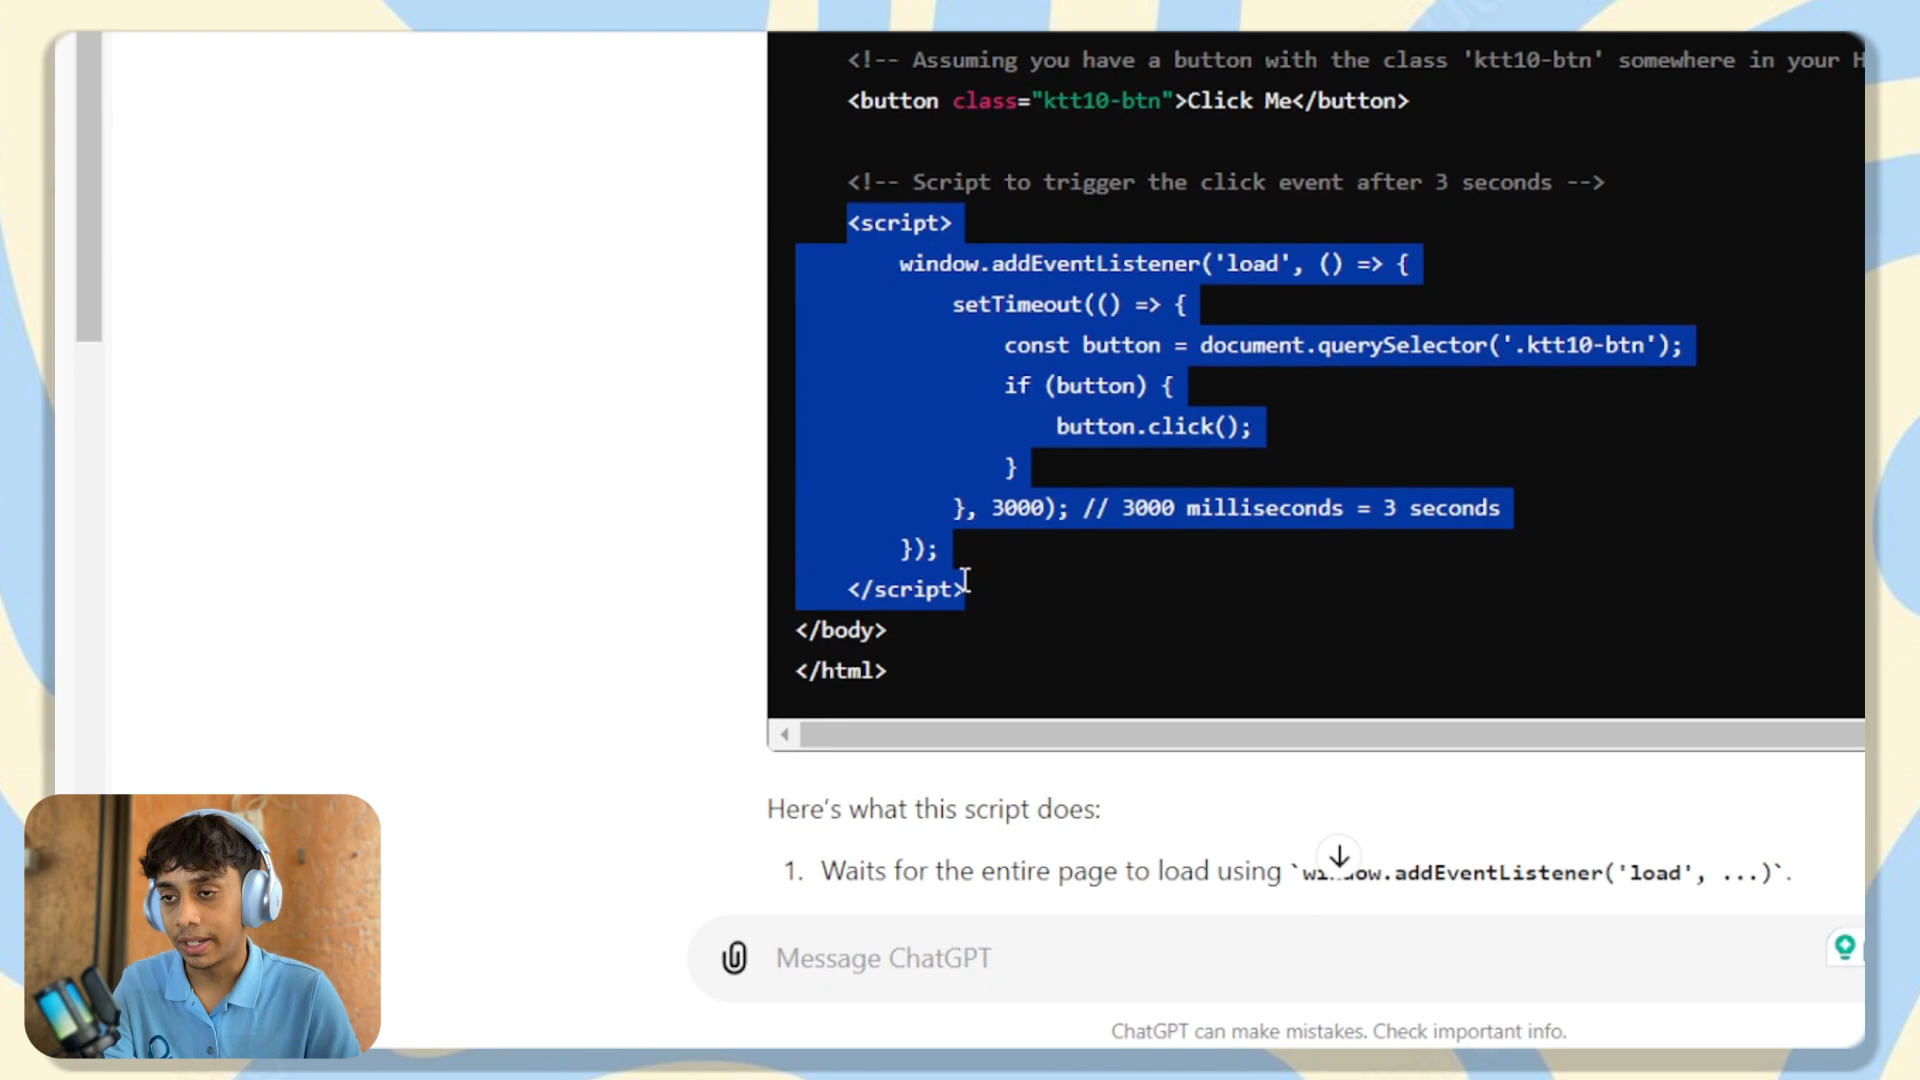 <!-- Assuming you have a button with the class 'ktt10-btn' somewhere in your H
<button class="ktt10-btn">Click Me</button>
<!-- Script to trigger the click event after 3 seconds -->
<script>
window.addEventListener('load', () => {
setTimeout(() => {
const button = document.querySelector('.ktt10-btn');
if (button) {
button.click();
}
}, 3000); // 3000 milliseconds = 3 seconds
});
</script>
</body>
</html>
Here's what this script does:
1. Waits for the entire page to load using `window.addEventListener('load', ...)`.
Message ChatGPT
ChatGPT can make mistakes. Check important info.